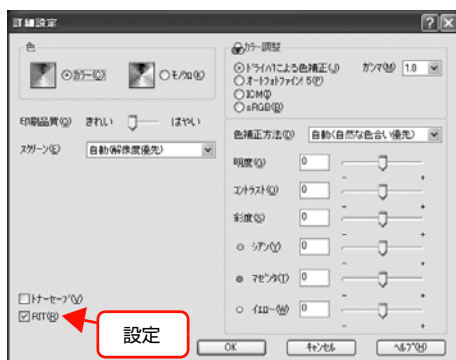 詳細設定
色
カラー(C)
モノクロ(K)
印刷品質(Q) きれい はやい
スクリーン(E) 自動(解像度優先)
トナーセーブ(V)
RIT(R)
設定
カラー調整
ドライバによる色補正(J) ガンマ(M) 1.8
オートフォトファイン!5(P)
ICM(I)
sRGB(B)
色補正方法(D) 自動(自然な色合い優先)
明度(G) 0
- +
コントラスト(O) 0
- +
彩度(S) 0
- +
シアン(Y) 0
- +
マゼンタ(T) 0
- +
イエロー(W) 0
- +
OK キャンセル ヘルプ(H)